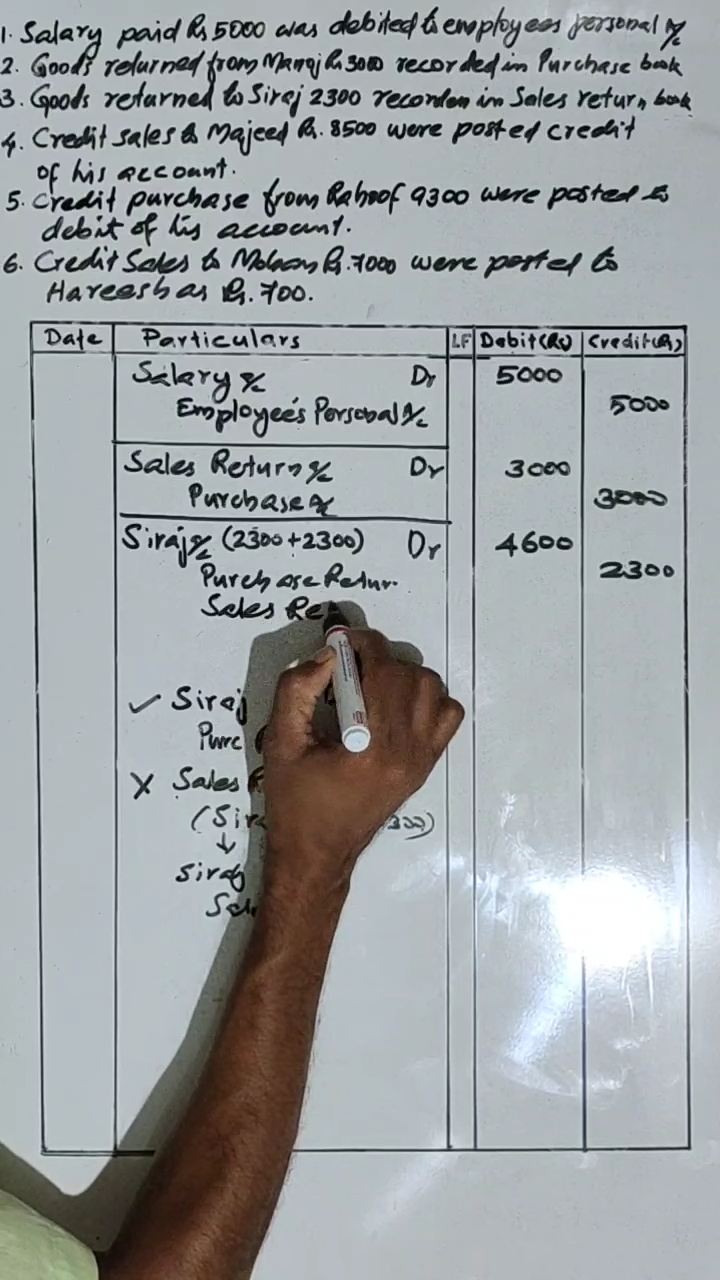 1. Salary paid Rs 5000 was debited to employees personal A/c
2. Goods returned from Manoj Rs 3000 recorded in Purchase book
3. Goods returned to Siraj 2300 recorded in Sales return book
4. Credit sales to Majeed Rs. 8500 were posted credit
of his account.
5. Credit purchase from Rahoof 9300 were posted to
debit of his account.
6. Credit Sales to Mohan Rs. 7000 were posted to
Hareesh as Rs. 700.
Date Particulars LF Debit(Rs) Credit(Rs)
Salary A/c Dr 5000
Employee's Personal A/c 5000
Sales Return A/c Dr 3000
Purchase A/c 3000
Siraj A/c (2300+2300) Dr 4600
Purchase Return 2300
Sales Re
✓ Siraj
Pure
X Sales
(Sira 300)
↓
Siraj
Sal